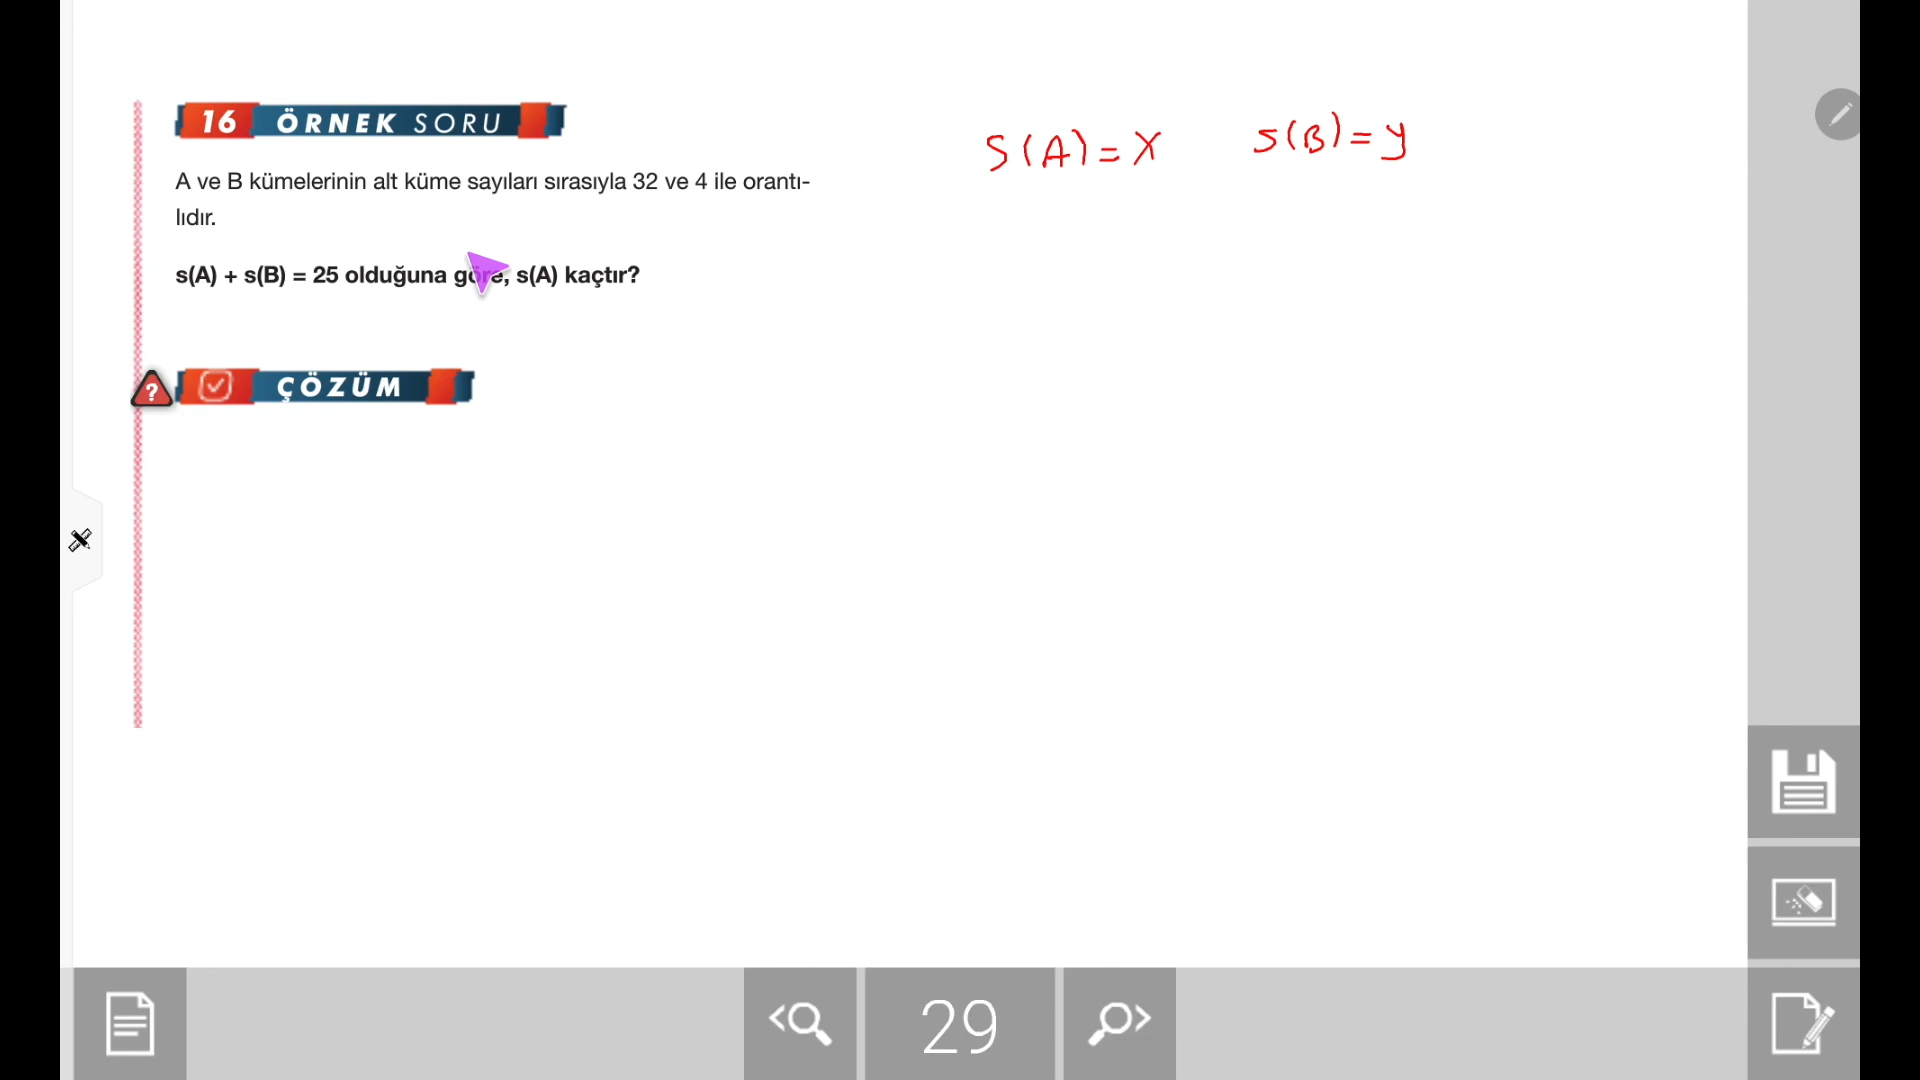 16 ÖRNEK SORU
S(A)=X S(B)=y
A ve B kümelerinin alt küme sayıları sırasıyla 32 ve 4 ile orantı-
lıdır.
s(A) + s(B) = 25 olduğuna göre, s(A) kaçtır?
? ÇÖZÜM
29